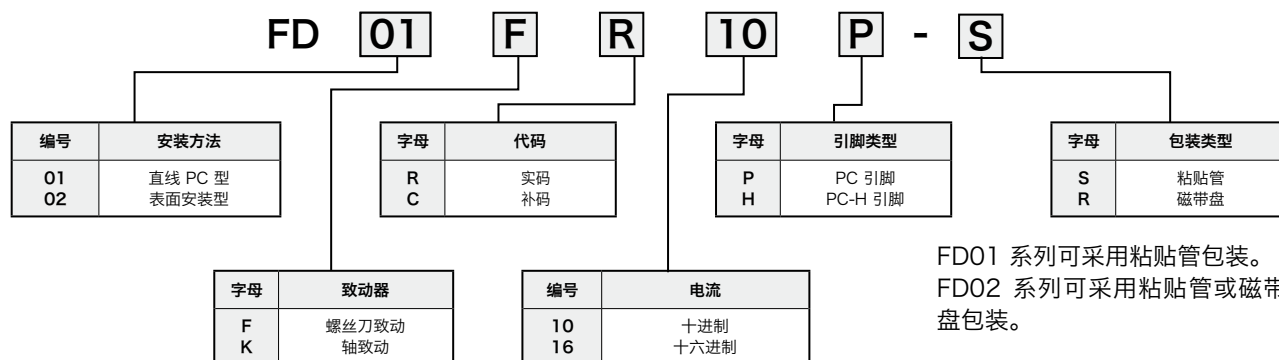 FD 01 F R 10 P - S
编号 安装方法
01 直线 PC 型
02 表面安装型
字母 代码
R 实码
C 补码
字母 引脚类型
P PC 引脚
H PC-H 引脚
字母 包装类型
S 粘贴管
R 磁带盘
字母 致动器
F 螺丝刀致动
K 轴致动
编号 电流
10 十进制
16 十六进制
FD01 系列可采用粘贴管包装。
FD02 系列可采用粘贴管或磁带
盘包装。